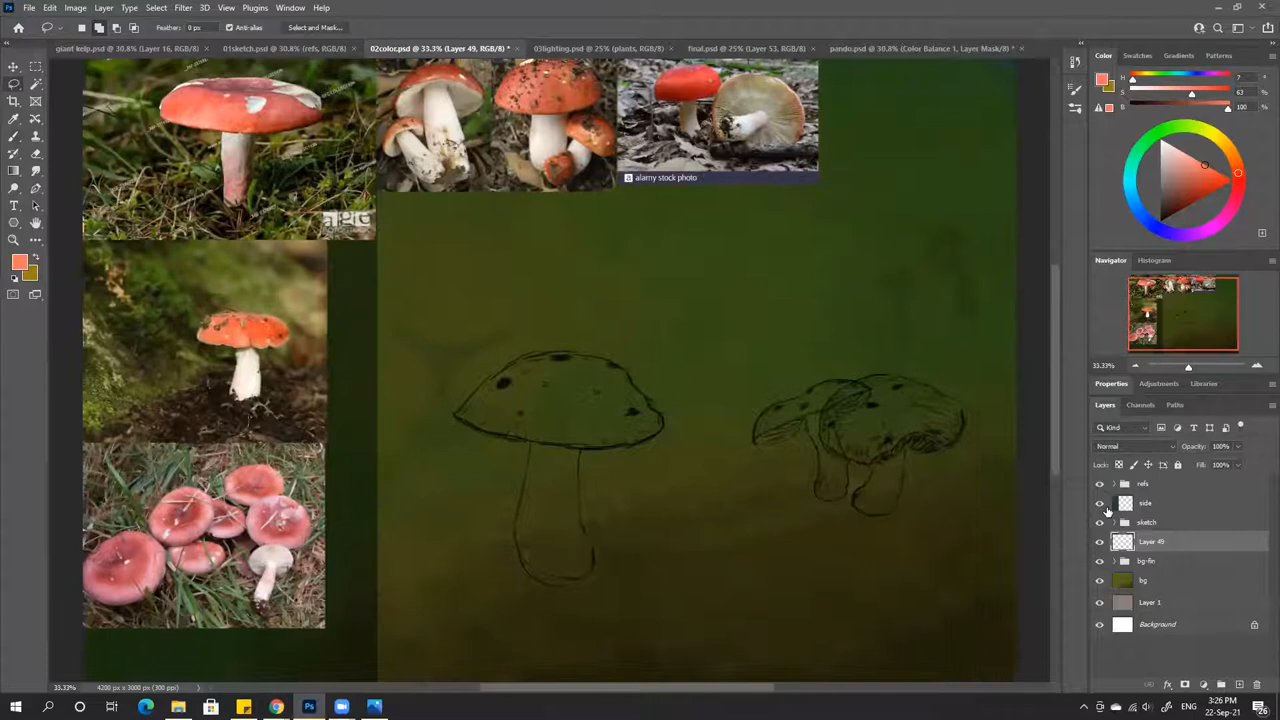 File Edit Image Layer Type Select Filter 3D View Plugins Window Help
Feather: 0 px Anti-alias Select and Mask...
giant kelp.psd @ 30.8% (Layer 16, RGB/8) × 01sketch.psd @ 30.8% (refs, RGB/8) × 02color.psd @ 33.3% (Layer 49, RGB/8) * × 03lighting.psd @ 25% (plants, RGB/8) × final.psd @ 25% (Layer 53, RGB/8) × pando.psd @ 30.8% (Color Balance 1, Layer Mask/8) * ×
Color Swatches Gradients Patterns
H 7 °
S 63 %
B 100 %
a alamy stock photo
age
Navigator Histogram
33.33%
Properties Adjustments Libraries
Layers Channels Paths
Kind
Normal Opacity: 100%
Lock: Fill: 100%
refs
side
sketch
Layer 49
bg-fin
bg
Layer 1
Background
33.33% 4200 px x 3000 px (300 ppi)
3:26 PM
22-Sep-21